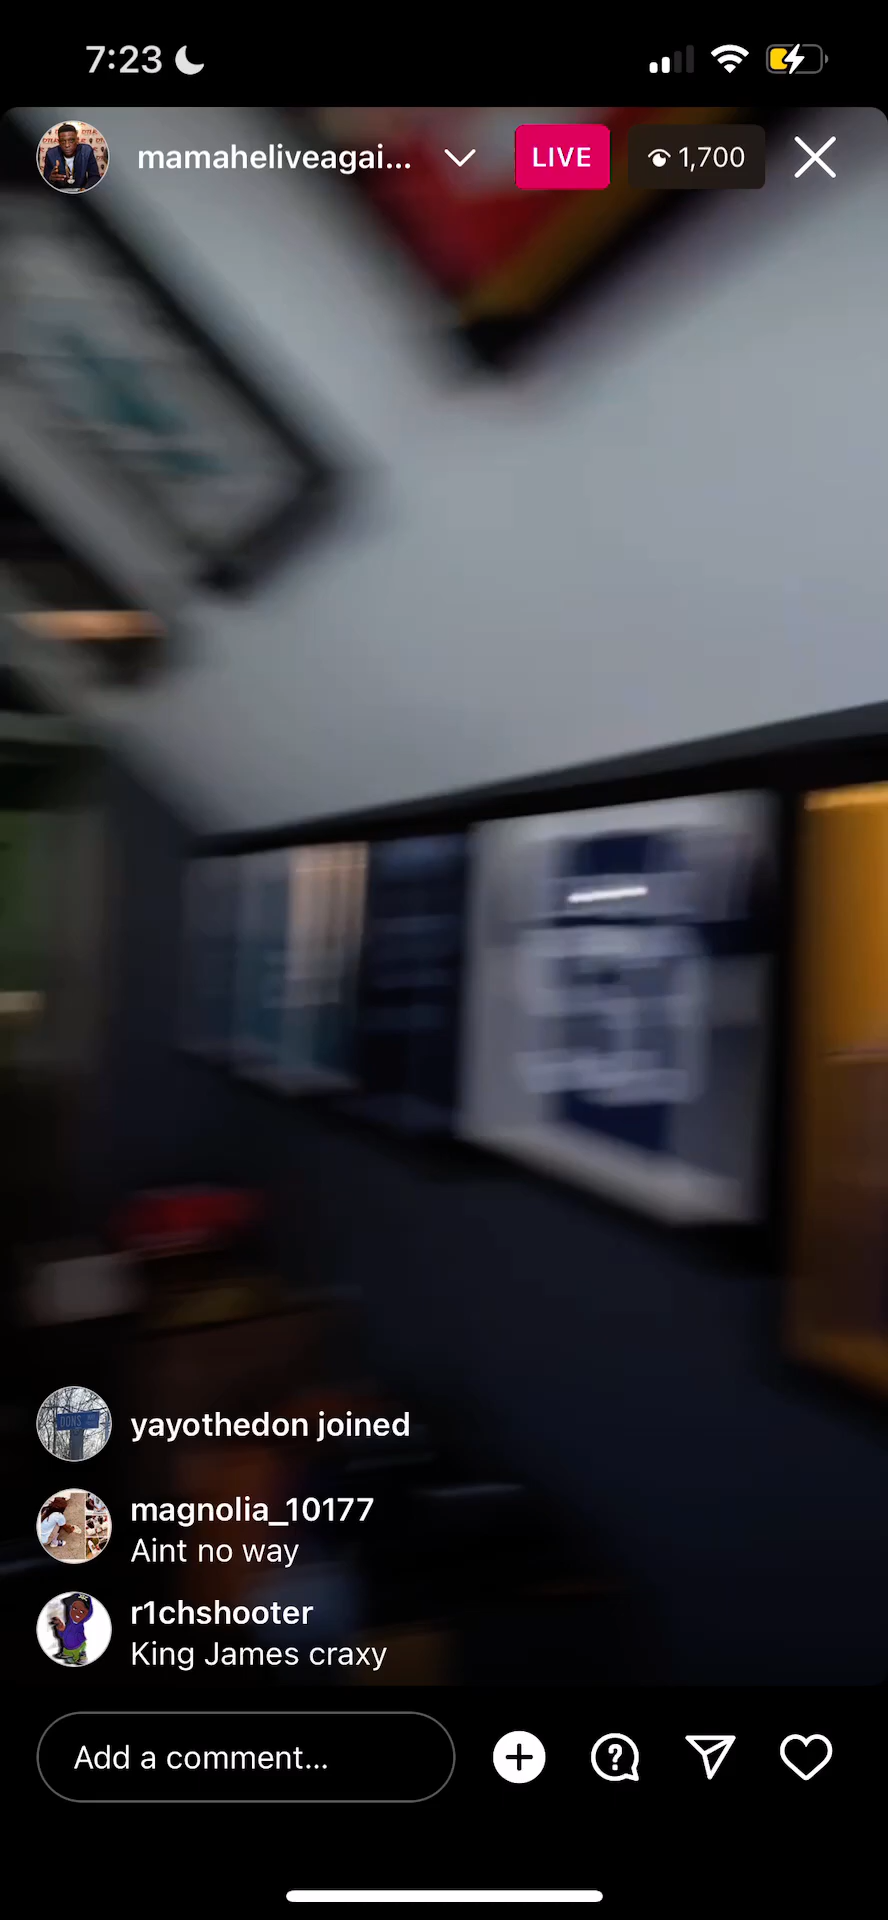 7:23
mamaheliveagai...
LIVE
1,700
yayothedon joined
magnolia_10177
Aint no way
r1chshooter
King James craxy
Add a comment...